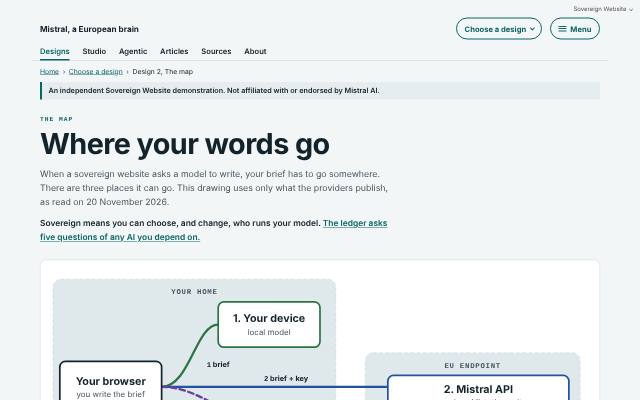 Sovereign Website
Mristral, a European brain
Choose a design
Menu
Designs Studio Agentic Articles Sources About
Home › Choose a design › Design 2, The map
An independent Sovereign Website demonstration. Not affiliated with or endorsed by Mistral AI.
THE MAP
Where your words go
When a sovereign website asks a model to write, your brief has to go somewhere.
There are three places it can go. This drawing uses only what the providers publish,
as read on 20 November 2026.
Sovereign means you can choose, and change, who runs your model. The ledger asks
five questions of any AI you depend on.
YOUR HOME
1. Your device
local model
1 brief
EU ENDPOINT
2 brief + key
Your browser
you write the brief
2. Mistral API